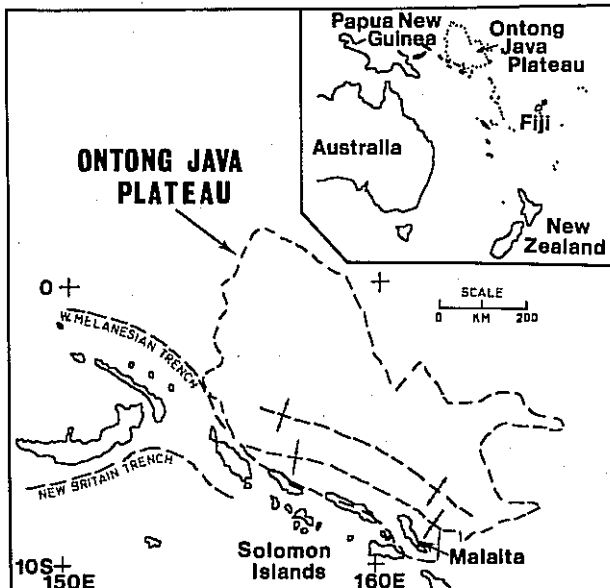 Papua New
Guinea
Ontong
Java
Plateau
Fiji
Australia
New
Zealand
ONTONG JAVA
PLATEAU
0
SCALE
0 KM 200
W. MELANESIAN TRENCH
NEW BRITAIN TRENCH
Solomon
Islands
Malaita
10S
150E
160E